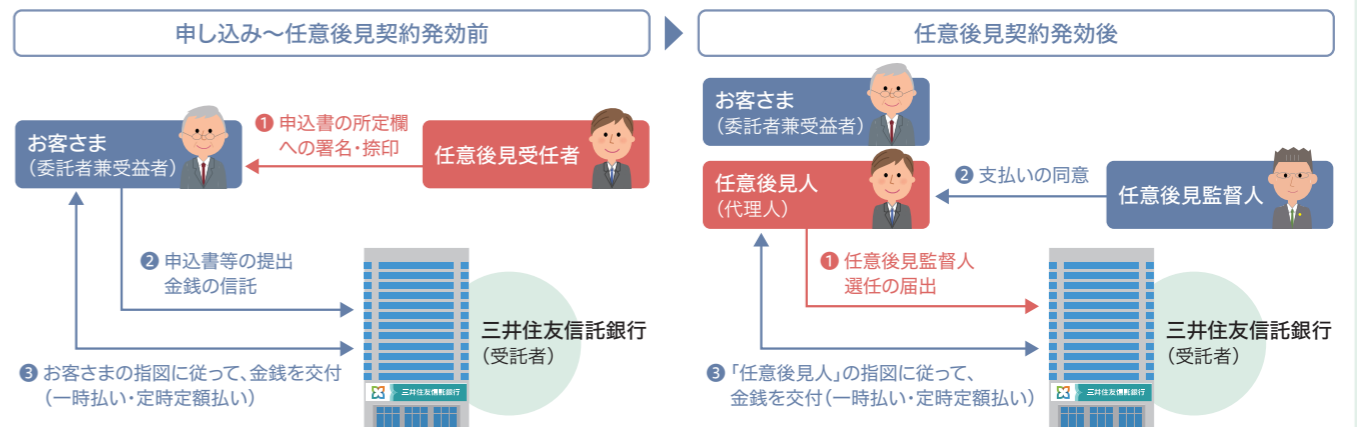 申し込み～任意後見契約発効前
お客さま
（委託者兼受益者）
❶ 申込書の所定欄
への署名・捺印
任意後見受任者
❷ 申込書等の提出
金銭の信託
三井住友信託銀行
（受託者）
❸ お客さまの指図に従って、金銭を交付
（一時払い・定時定額払い）
三井住友信託銀行
任意後見契約発効後
お客さま
（委託者兼受益者）
任意後見人
（代理人）
❷ 支払いの同意
任意後見監督人
❶ 任意後見監督人
選任の届出
三井住友信託銀行
（受託者）
❸ 「任意後見人」の指図に従って、
金銭を交付（一時払い・定時定額払い）
三井住友信託銀行